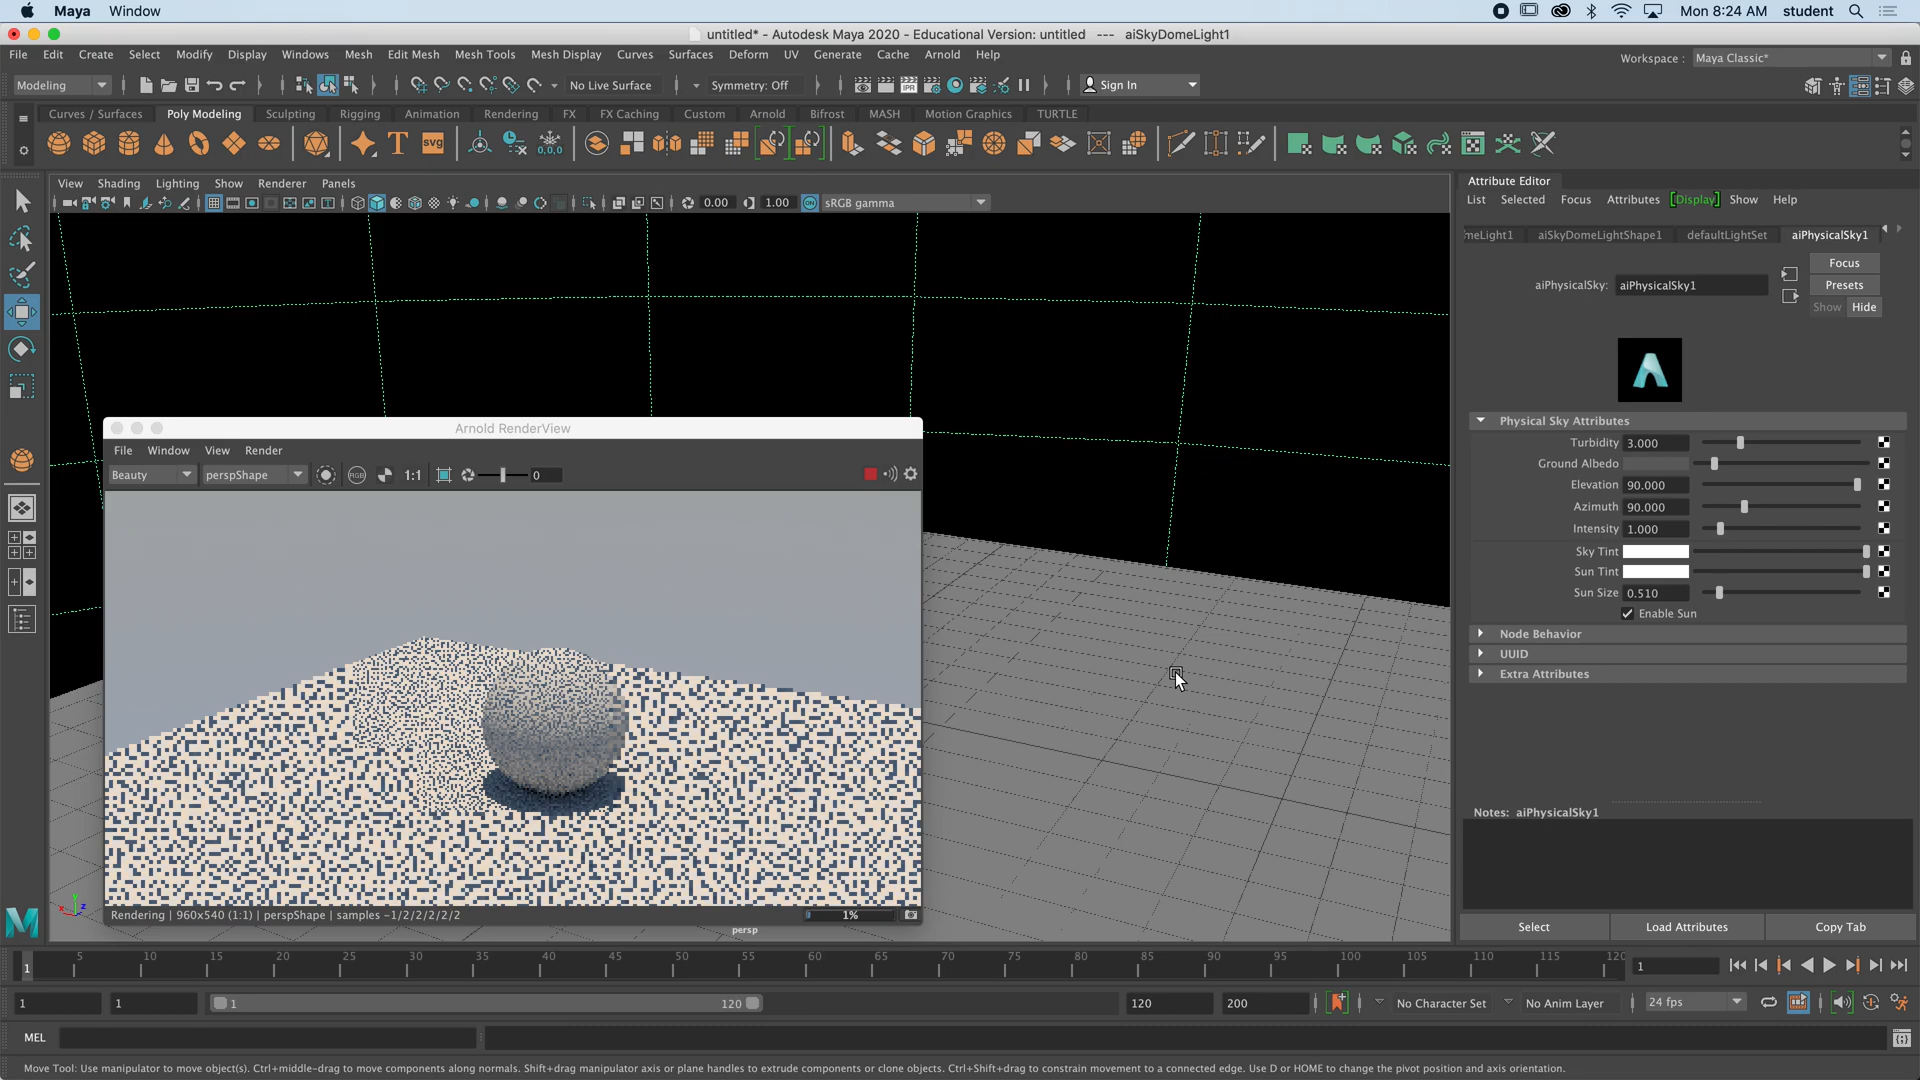 Maya Window Mon 8:24 AM student
untitled* - Autodesk Maya 2020 - Educational Version: untitled --- aiSkyDomeLight1
File Edit Create Select Modify Display Windows Mesh Edit Mesh Mesh Tools Mesh Display Curves Surfaces Deform UV Generate Cache Arnold Help Workspace : Maya Classic*
Modeling No Live Surface Symmetry: Off IPR Sign In
Curves / Surfaces Poly Modeling Sculpting Rigging Animation Rendering FX FX Caching Custom Arnold Bifrost MASH Motion Graphics TURTLE
T SVG 0,0,0
View Shading Lighting Show Renderer Panels
0.00 1.00 ON sRGB gamma
Attribute Editor
List Selected Focus Attributes [Display] Show Help
meLight1 aiSkyDomeLightShape1 defaultLightSet aiPhysicalSky1
Focus
aiPhysicalSky: aiPhysicalSky1 Presets
Show Hide
Physical Sky Attributes
Turbidity 3.000
Ground Albedo
Elevation 90.000
Azimuth 90.000
Intensity 1.000
Sky Tint
Sun Tint
Sun Size 0.510
Enable Sun
Node Behavior
UUID
Extra Attributes
Notes: aiPhysicalSky1
Select Load Attributes Copy Tab
Arnold RenderView
File Window View Render
Beauty perspShape RGB 1:1 0
Rendering | 960x540 (1:1) | perspShape | samples -1/2/2/2/2/2 1%
y x z
persp
1 5 10 15 20 25 30 35 40 45 50 55 60 65 70 75 80 85 90 95 100 105 110 115 120 1
1 1 1 120 120 200 No Character Set No Anim Layer 24 fps
MEL
Move Tool: Use manipulator to move object(s). Ctrl+middle-drag to move components along normals. Shift+drag manipulator axis or plane handles to extrude components or clone objects. Ctrl+Shift+drag to constrain movement to a connected edge. Use D or HOME to change the pivot position and axis orientation.